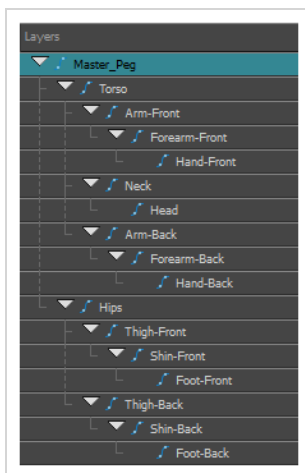 Layers
Master_Peg
Torso
Arm-Front
Forearm-Front
Hand-Front
Neck
Head
Arm-Back
Forearm-Back
Hand-Back
Hips
Thigh-Front
Shin-Front
Foot-Front
Thigh-Back
Shin-Back
Foot-Back